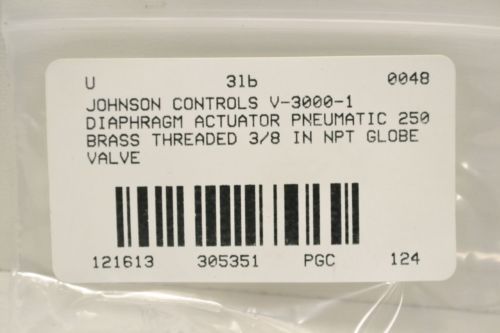 U 3lb 0048
JOHNSON CONTROLS V-3000-1
DIAPHRAGM ACTUATOR PNEUMATIC 250
BRASS THREADED 3/8 IN NPT GLOBE
VALVE
121613 305351 PGC 124